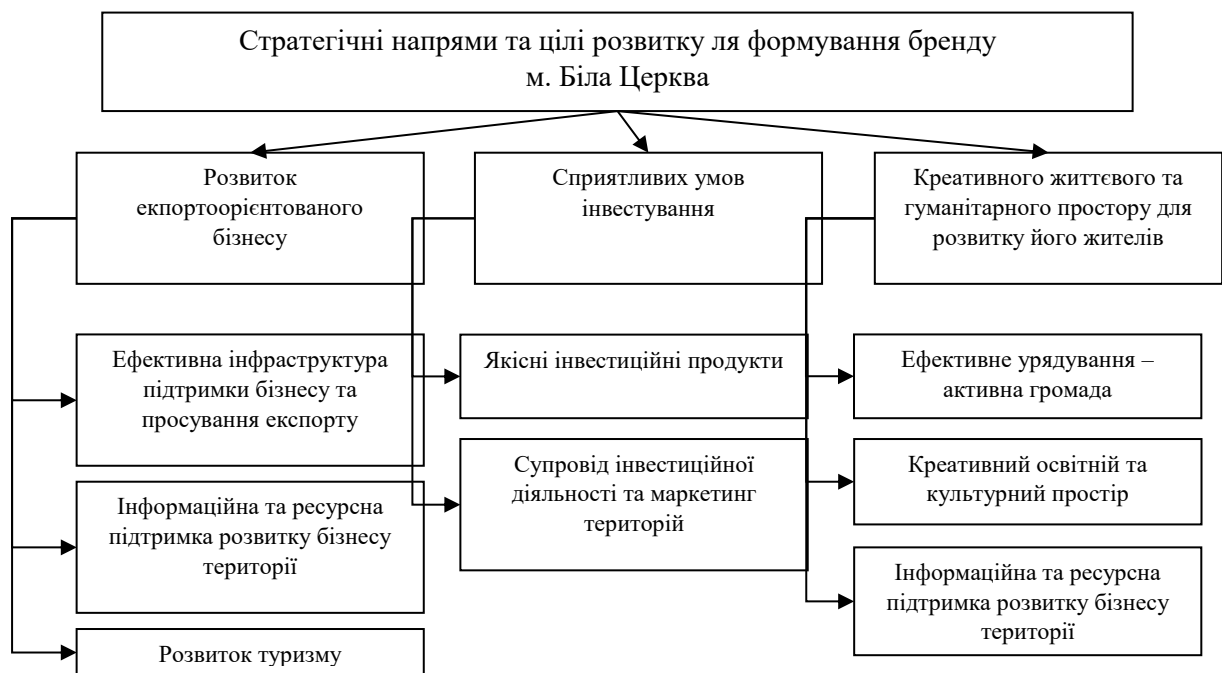 Стратегічні напрями та цілі розвитку ля формування бренду
м. Біла Церква
Розвиток
експортоорієнтованого
бізнесу
Сприятливих умов
інвестування
Креативного життєвого та
гуманітарного простору для
розвитку його жителів
Ефективна інфраструктура
підтримки бізнесу та
просування експорту
Інформаційна та ресурсна
підтримка розвитку бізнесу
території
Розвиток туризму
Якісні інвестиційні продукти
Супровід інвестиційної
діяльності та маркетинг
територій
Ефективне урядування –
активна громада
Креативний освітній та
культурний простір
Інформаційна та ресурсна
підтримка розвитку бізнесу
території